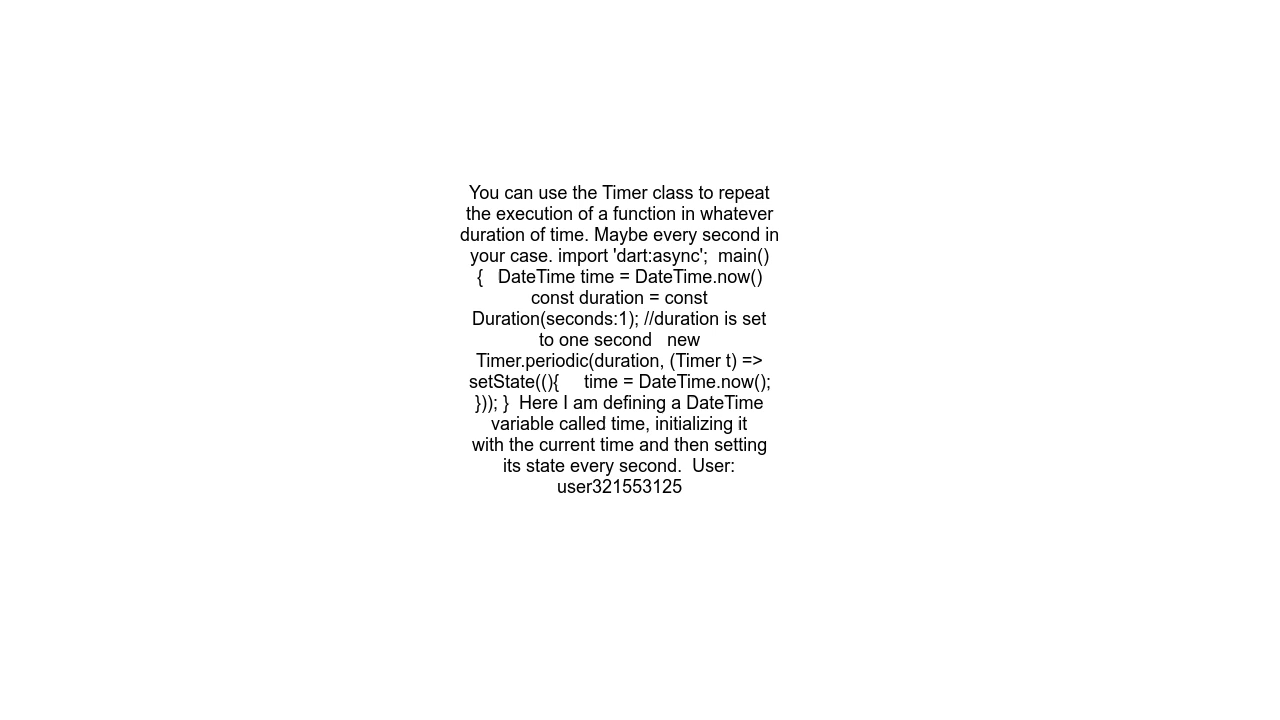 You can use the Timer class to repeat
the execution of a function in whatever
duration of time. Maybe every second in
your case. import 'dart:async';  main()
{   DateTime time = DateTime.now()
const duration = const
Duration(seconds:1); //duration is set
to one second   new
Timer.periodic(duration, (Timer t) =>
setState((){     time = DateTime.now();
})); }  Here I am defining a DateTime
variable called time, initializing it
with the current time and then setting
its state every second.  User:
user321553125